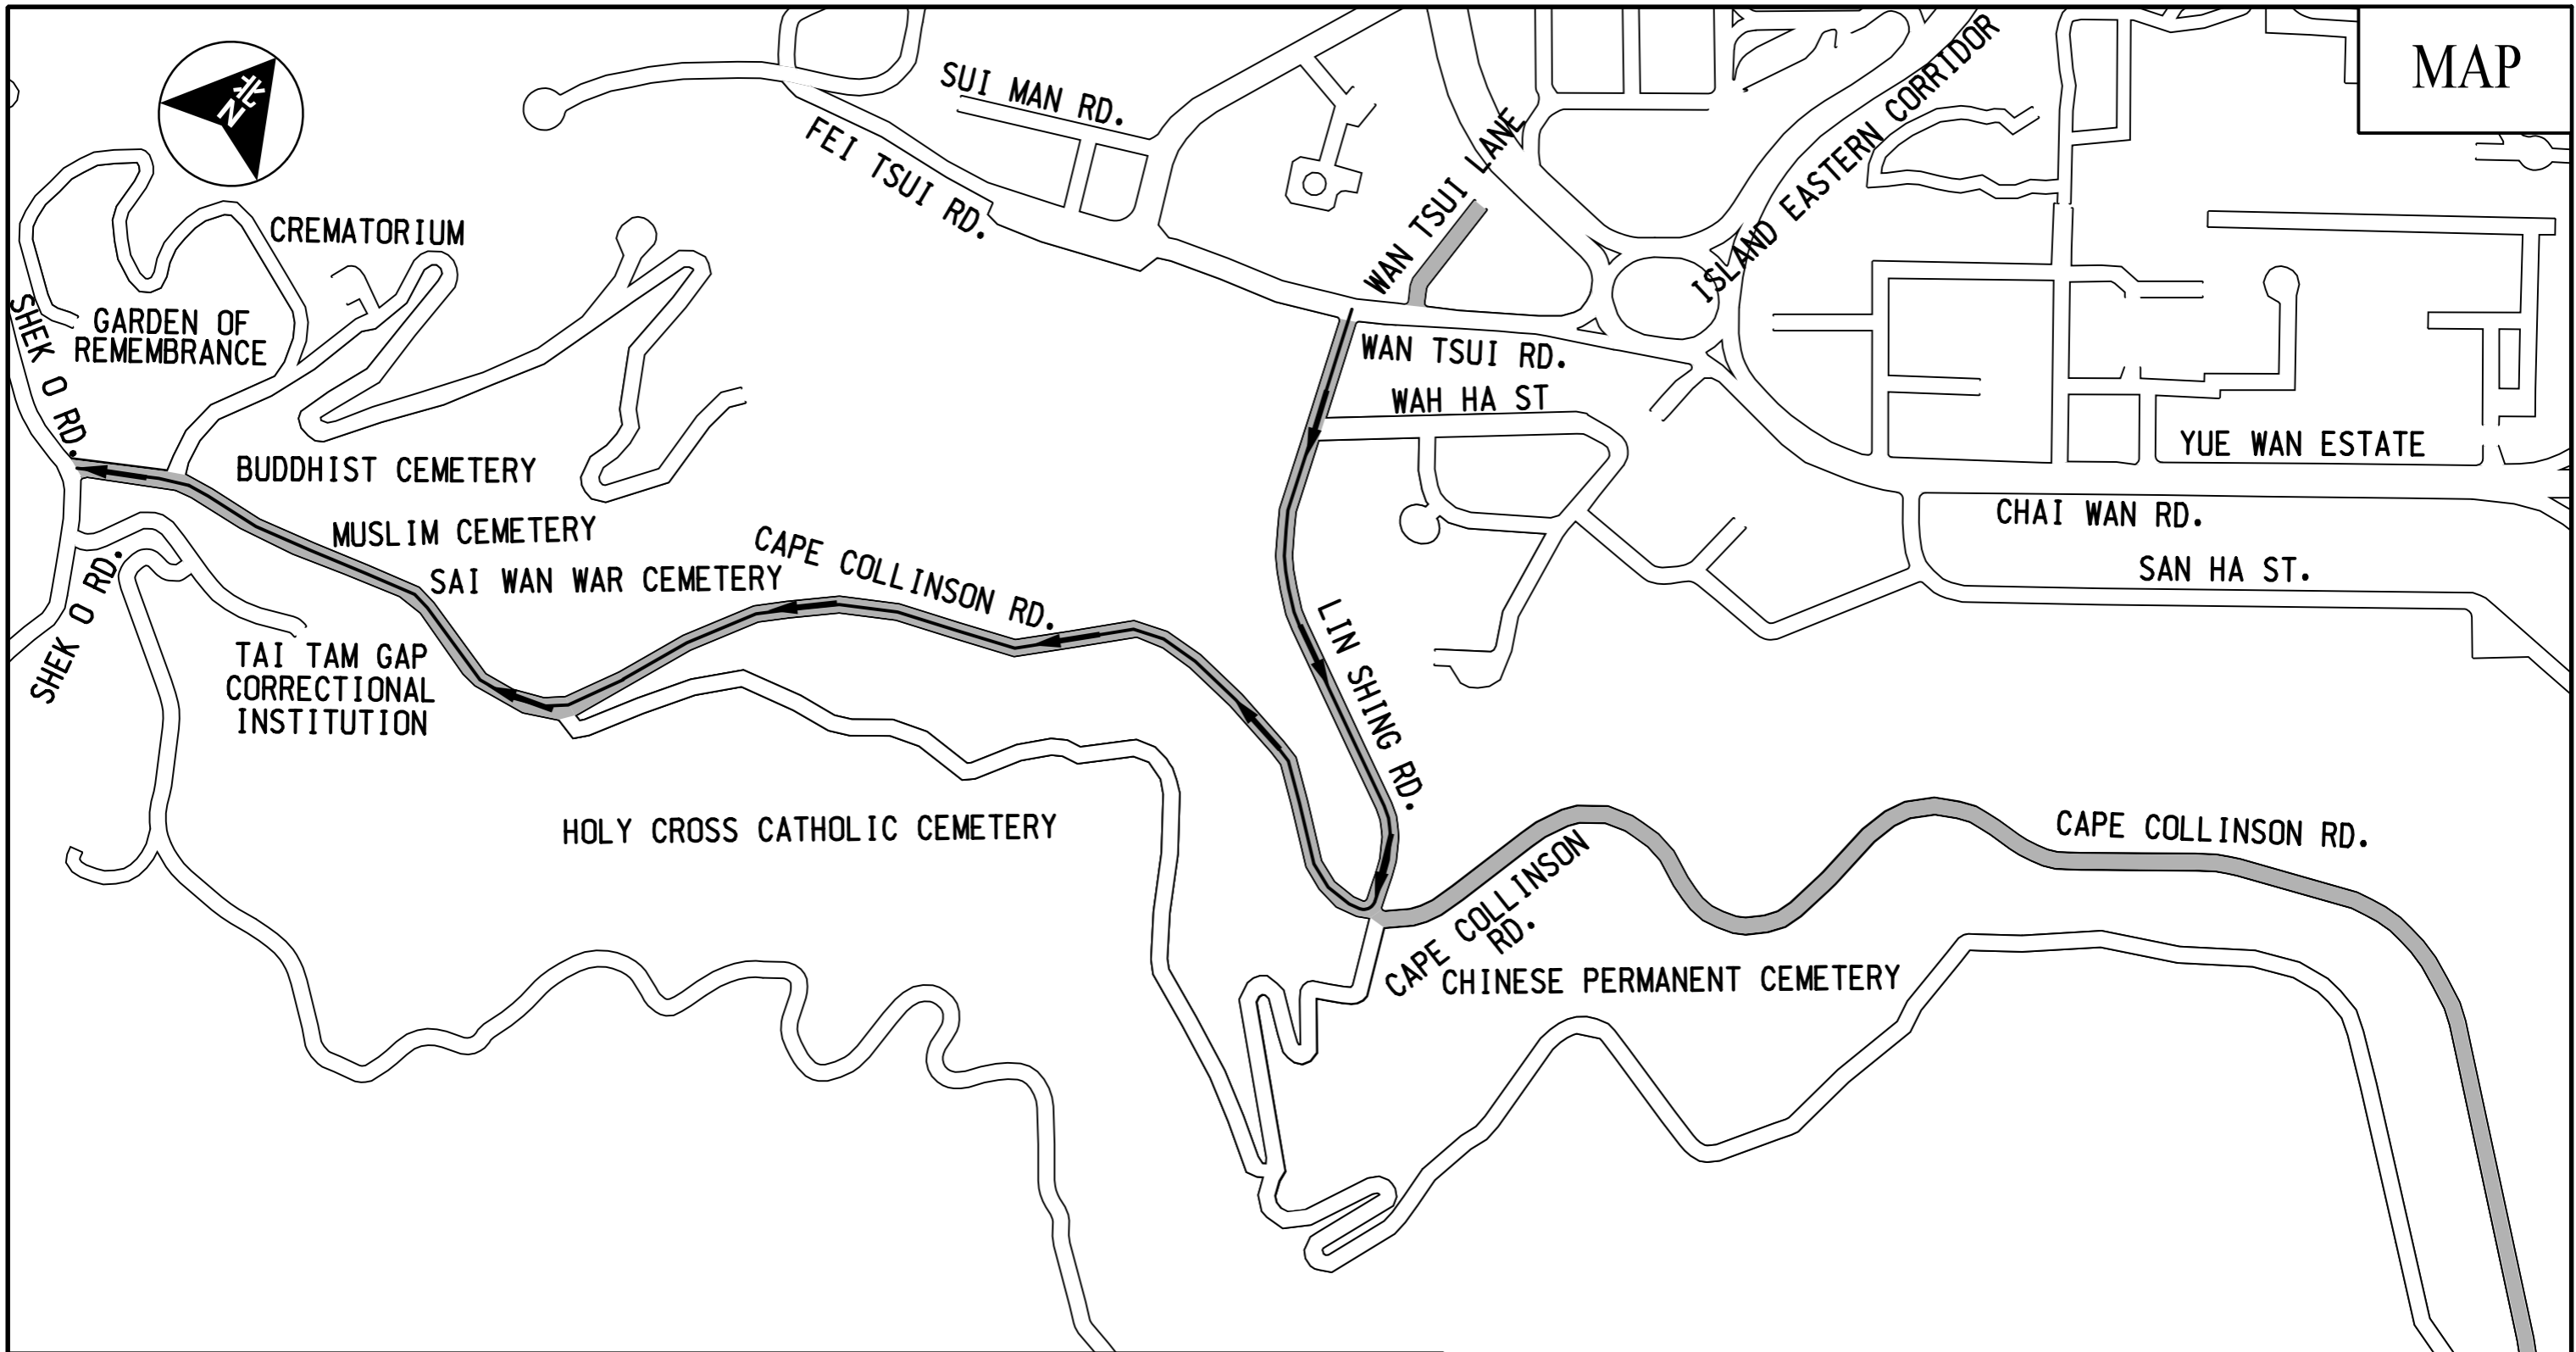 MAP
北
N
SUI MAN RD.
FEI TSUI RD.
WAN TSUI LANE
ISLAND EASTERN CORRIDOR
CREMATORIUM
GARDEN OF
REMEMBRANCE
SHEK O RD.
WAN TSUI RD.
WAH HA ST
YUE WAN ESTATE
BUDDHIST CEMETERY
CHAI WAN RD.
MUSLIM CEMETERY
SAI WAN WAR CEMETERY
CAPE COLLINSON RD.
SAN HA ST.
SHEK O RD.
TAI TAM GAP
CORRECTIONAL
INSTITUTION
LIN SHING RD.
HOLY CROSS CATHOLIC CEMETERY
CAPE COLLINSON RD.
CAPE COLLINSON
RD.
CHINESE PERMANENT CEMETERY